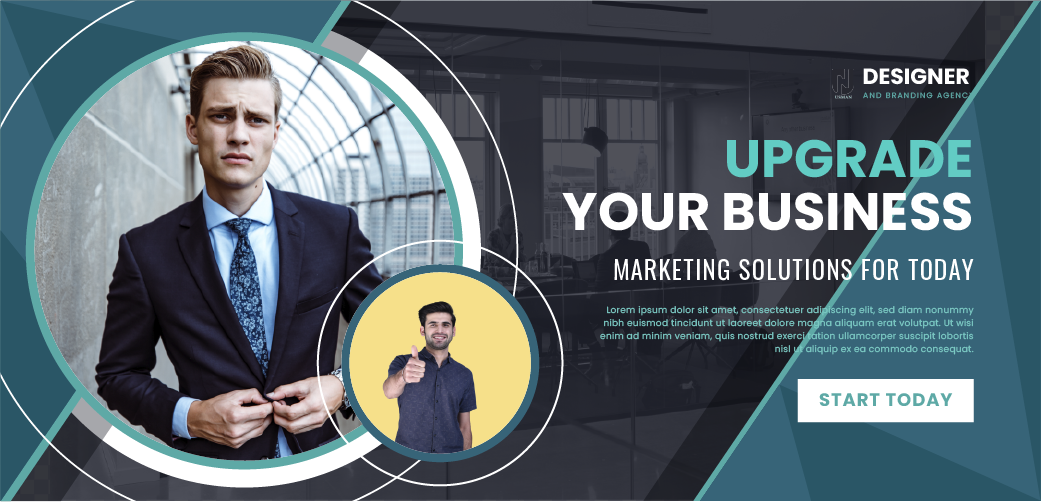 DESIGNER
AND BRANDING AGENC
UPGRADE
YOUR BUSINESS
MARKETING SOLUTIONS FOR TODAY
Lorem ipsum dolor sit amet, consectetuer adipiscing elit, sed diam nonummy
nibh euismod tincidunt ut laoreet dolore magna aliquam erat volutpat. Ut wisi
enim ad minim veniam, quis nostrud exerci tation ullamcorper suscipit lobortis
nisl ut aliquip ex ea commodo consequat.
START TODAY